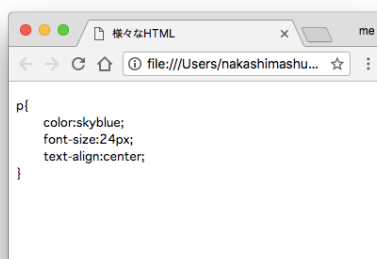 様々なHTML
me
file:///Users/nakashimashu...
p{
color:skyblue;
font-size:24px;
text-align:center;
}